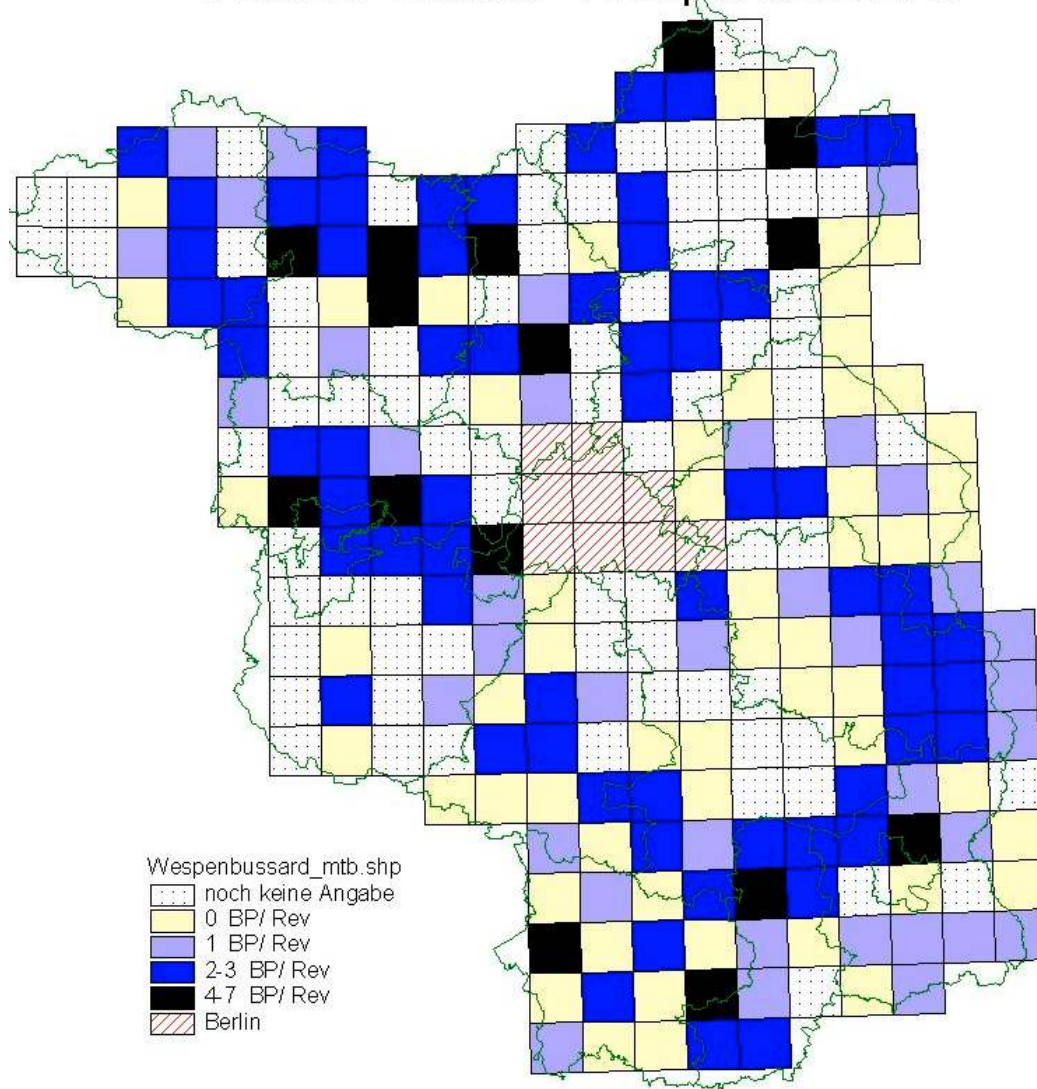 Wespenbussard_mtb.shp
noch keine Angabe
0 BP/ Rev
1 BP/ Rev
2-3 BP/ Rev
4-7 BP/ Rev
Berlin